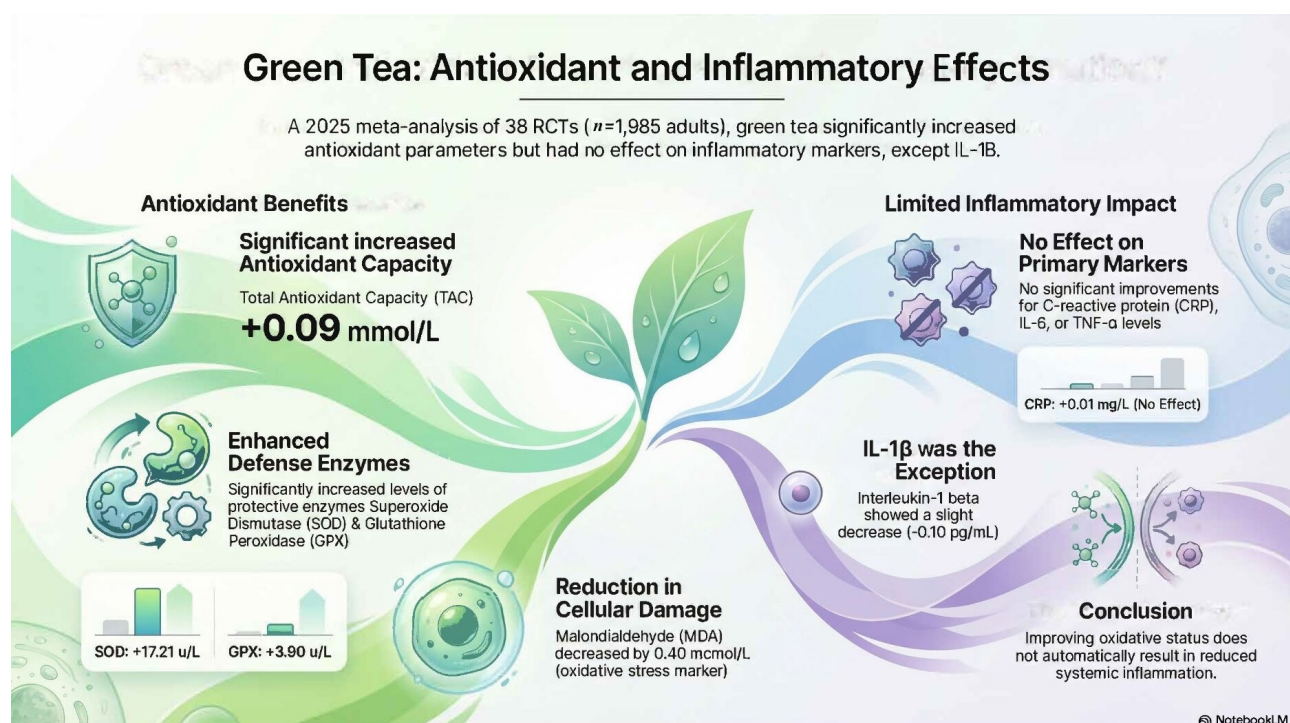 Green Tea: Antioxidant and Inflammatory Effects
A 2025 meta-analysis of 38 RCTs (n=1,985 adults), green tea significantly increased
antioxidant parameters but had no effect on inflammatory markers, except IL-1B.
Antioxidant Benefits
Significant increased
Antioxidant Capacity
Total Antioxidant Capacity (TAC)
+0.09 mmol/L
Enhanced
Defense Enzymes
Significantly increased levels of
protective enzymes Superoxide
Dismutase (SOD) & Glutathione
Peroxidase (GPX)
SOD: +17.21 u/L
GPX: +3.90 u/L
Reduction in
Cellular Damage
Malondialdehyde (MDA)
decreased by 0.40 mcmol/L
(oxidative stress marker)
Limited Inflammatory Impact
No Effect on
Primary Markers
No significant improvements
for C-reactive protein (CRP),
IL-6, or TNF-α levels
CRP: +0.01 mg/L (No Effect)
IL-1β was the
Exception
Interleukin-1 beta
showed a slight
decrease (-0.10 pg/mL)
Conclusion
Improving oxidative status does
not automatically result in reduced
systemic inflammation.
NotebookLM